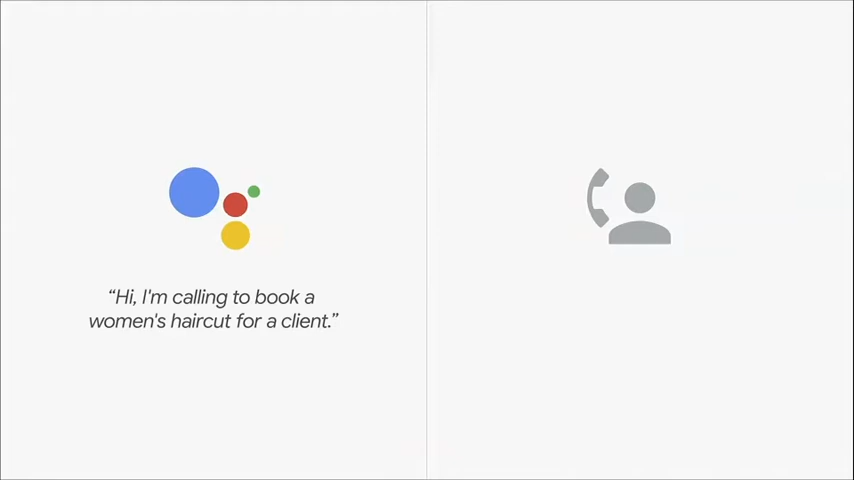 “Hi, I'm calling to book a
women's haircut for a client.”